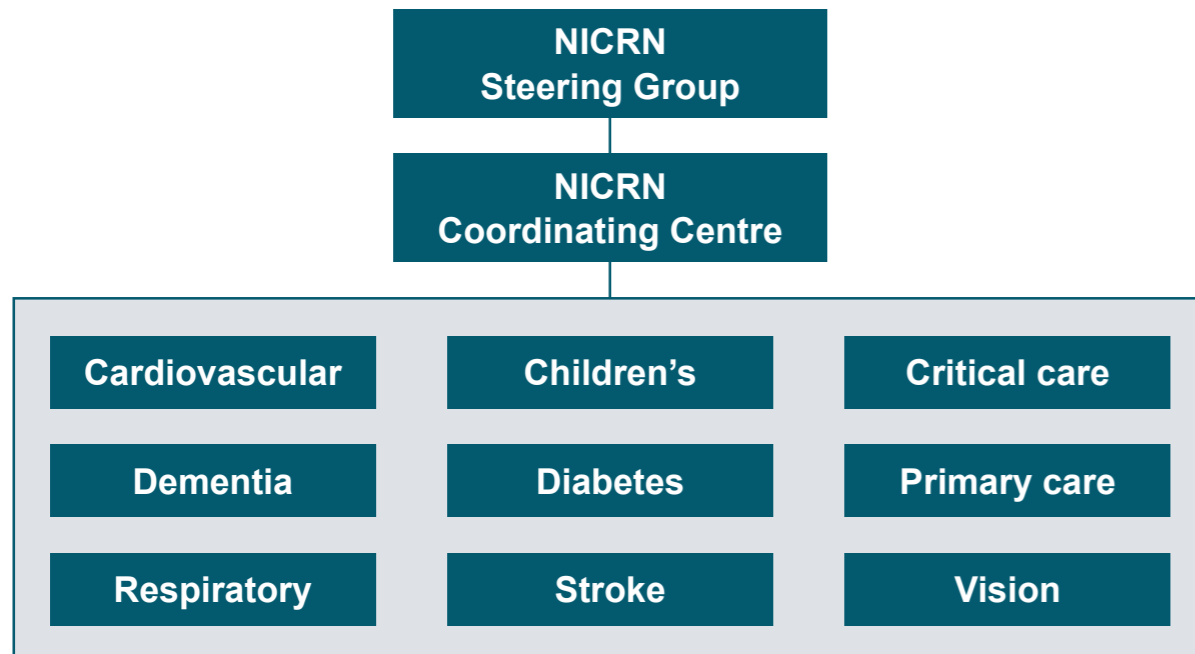 NICRN
Steering Group
NICRN
Coordinating Centre
Cardiovascular
Children’s
Critical care
Dementia
Diabetes
Primary care
Respiratory
Stroke
Vision